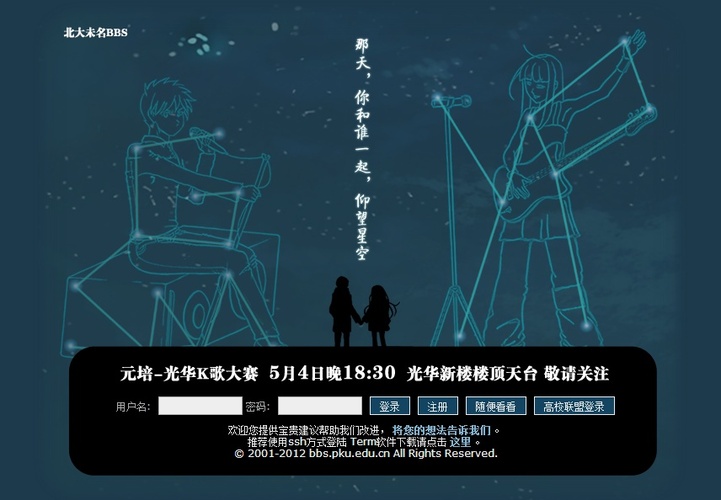 北大未名BBS
那天，你和谁一起，仰望星空
元培-光华K歌大赛 5月4日晚18:30 光华新楼楼顶天台 敬请关注
用户名： 密码： 登录 注册 随便看看 高校联盟登录
欢迎您提供宝贵建议帮助我们改进， 将您的想法告诉我们 。
推荐使用ssh方式登陆 Term软件下载请点击 这里 。
© 2001-2012 bbs.pku.edu.cn All Rights Reserved.